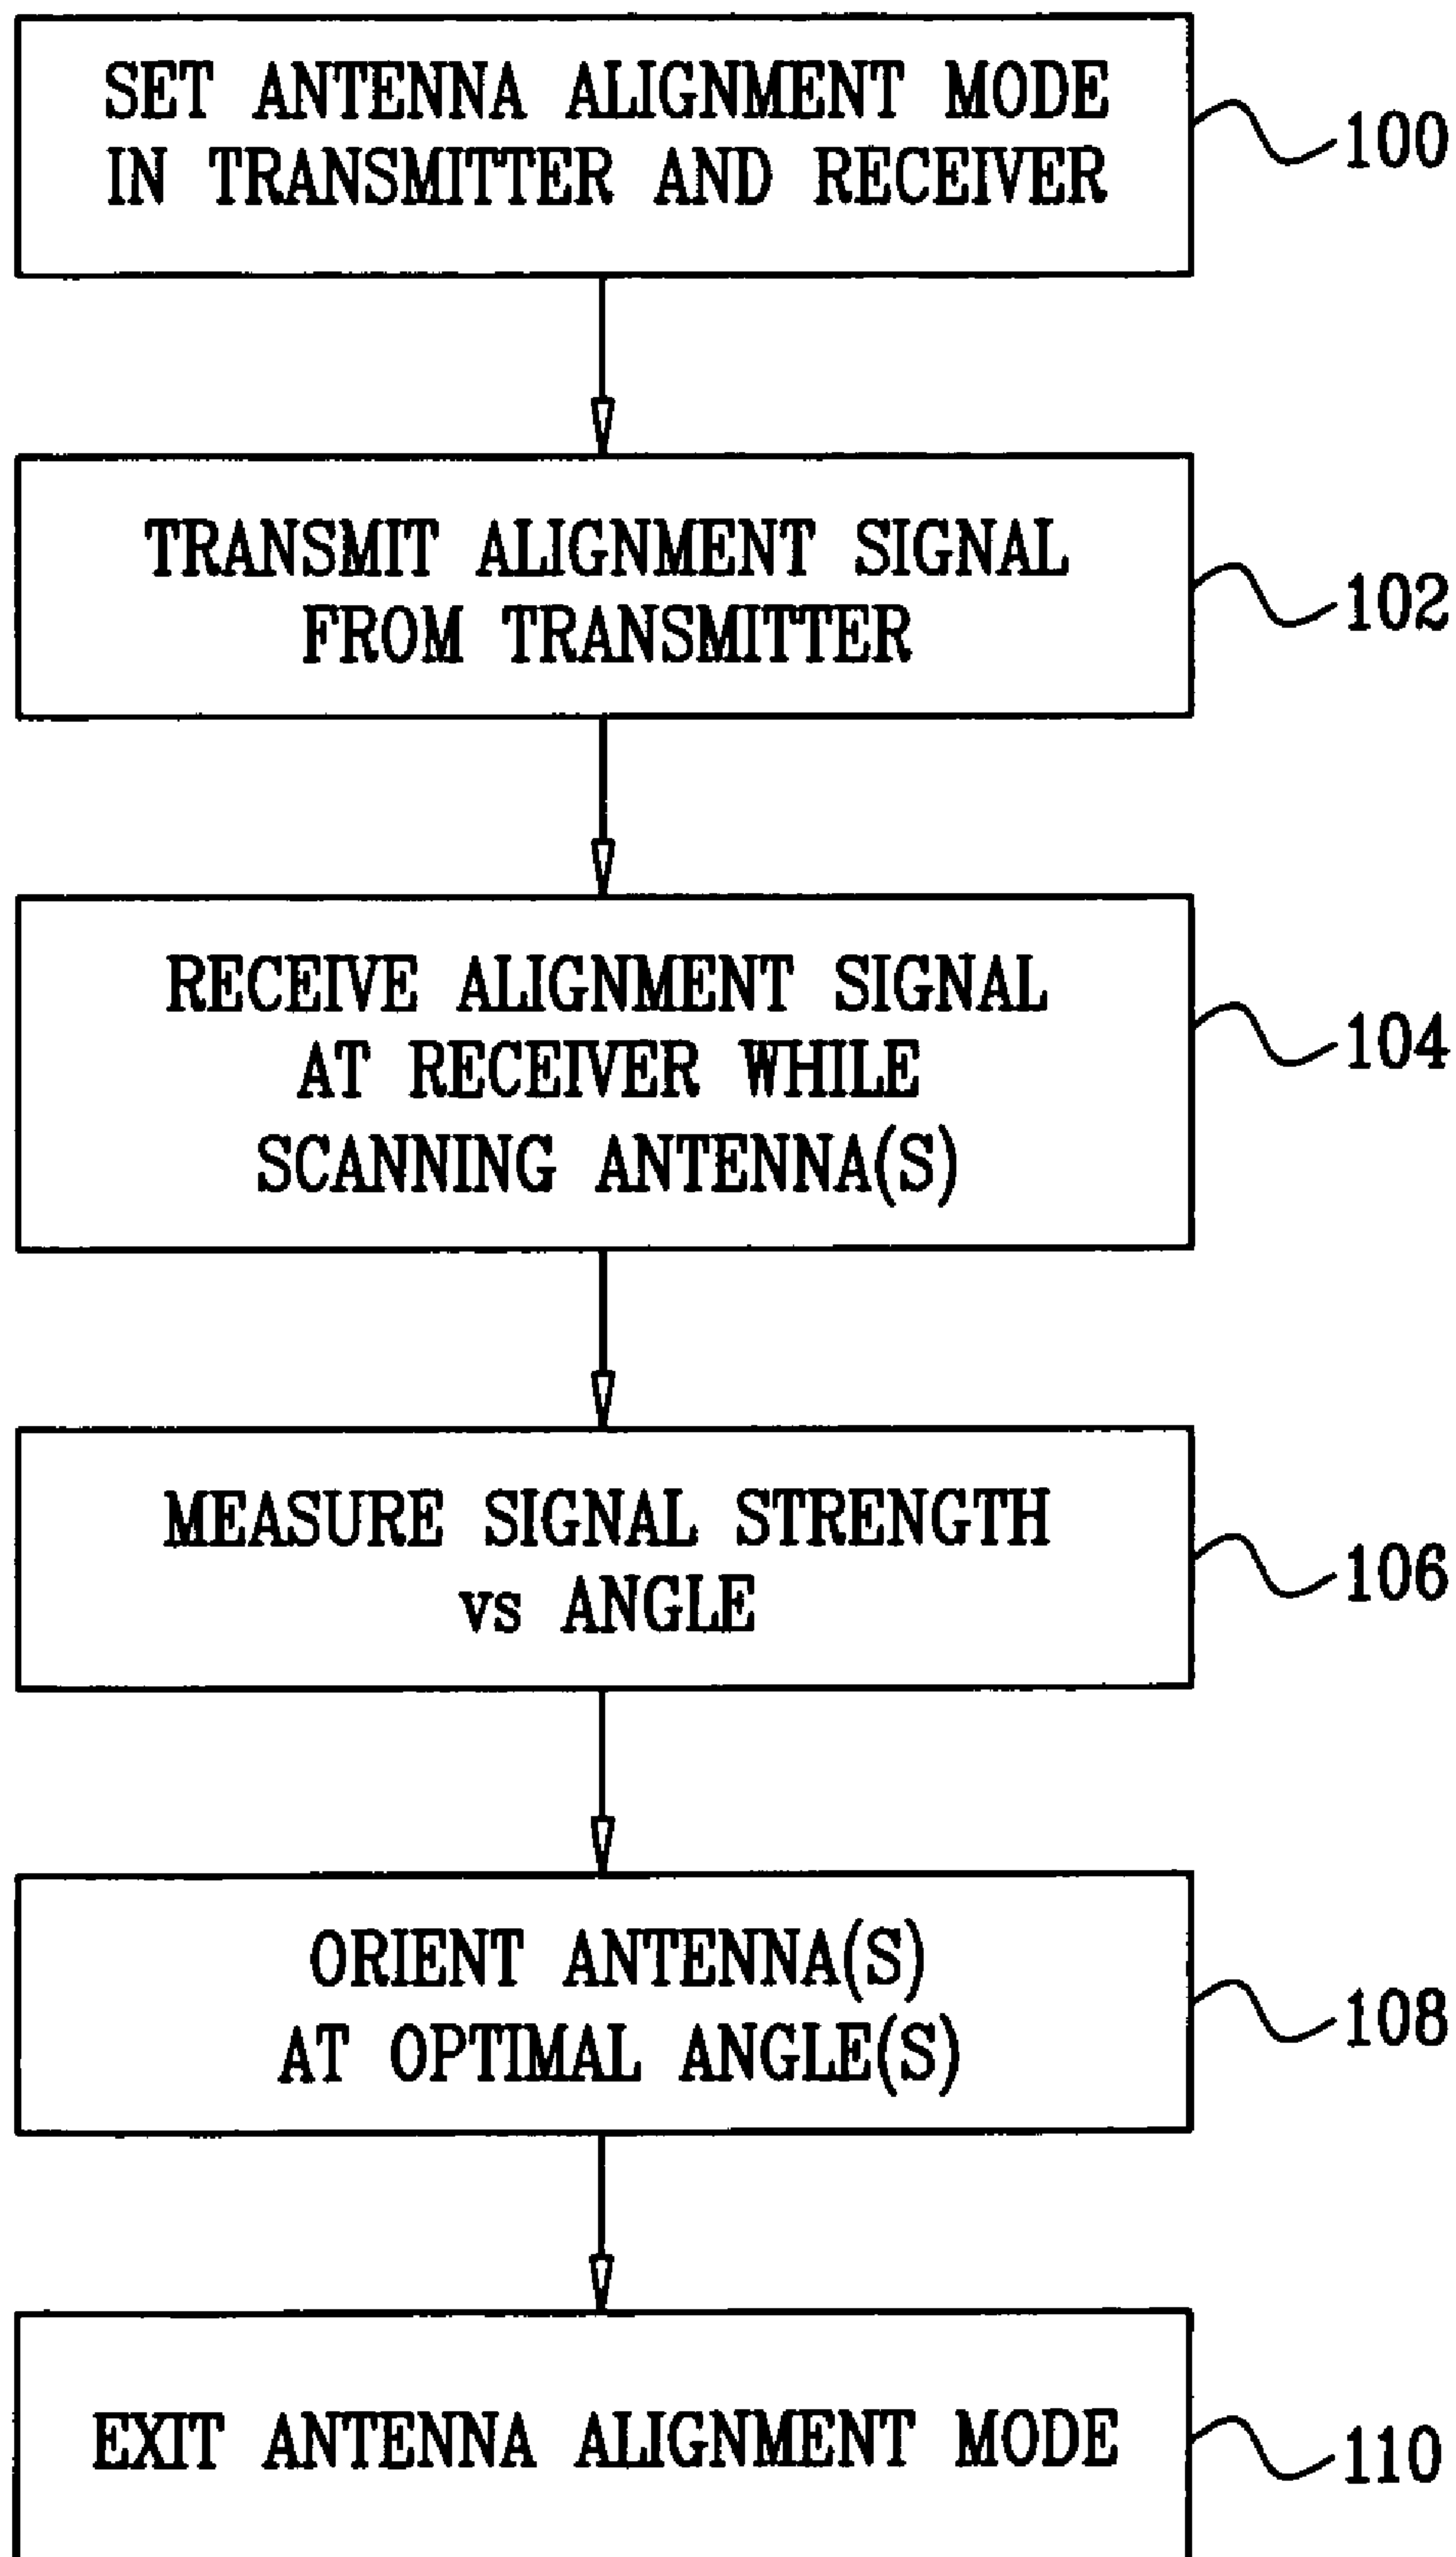 SET ANTENNA ALIGNMENT MODE
IN TRANSMITTER AND RECEIVER
100
TRANSMIT ALIGNMENT SIGNAL
FROM TRANSMITTER
102
RECEIVE ALIGNMENT SIGNAL
AT RECEIVER WHILE
SCANNING ANTENNA(S)
104
MEASURE SIGNAL STRENGTH
vs ANGLE
106
ORIENT ANTENNA(S)
AT OPTIMAL ANGLE(S)
108
EXIT ANTENNA ALIGNMENT MODE
110